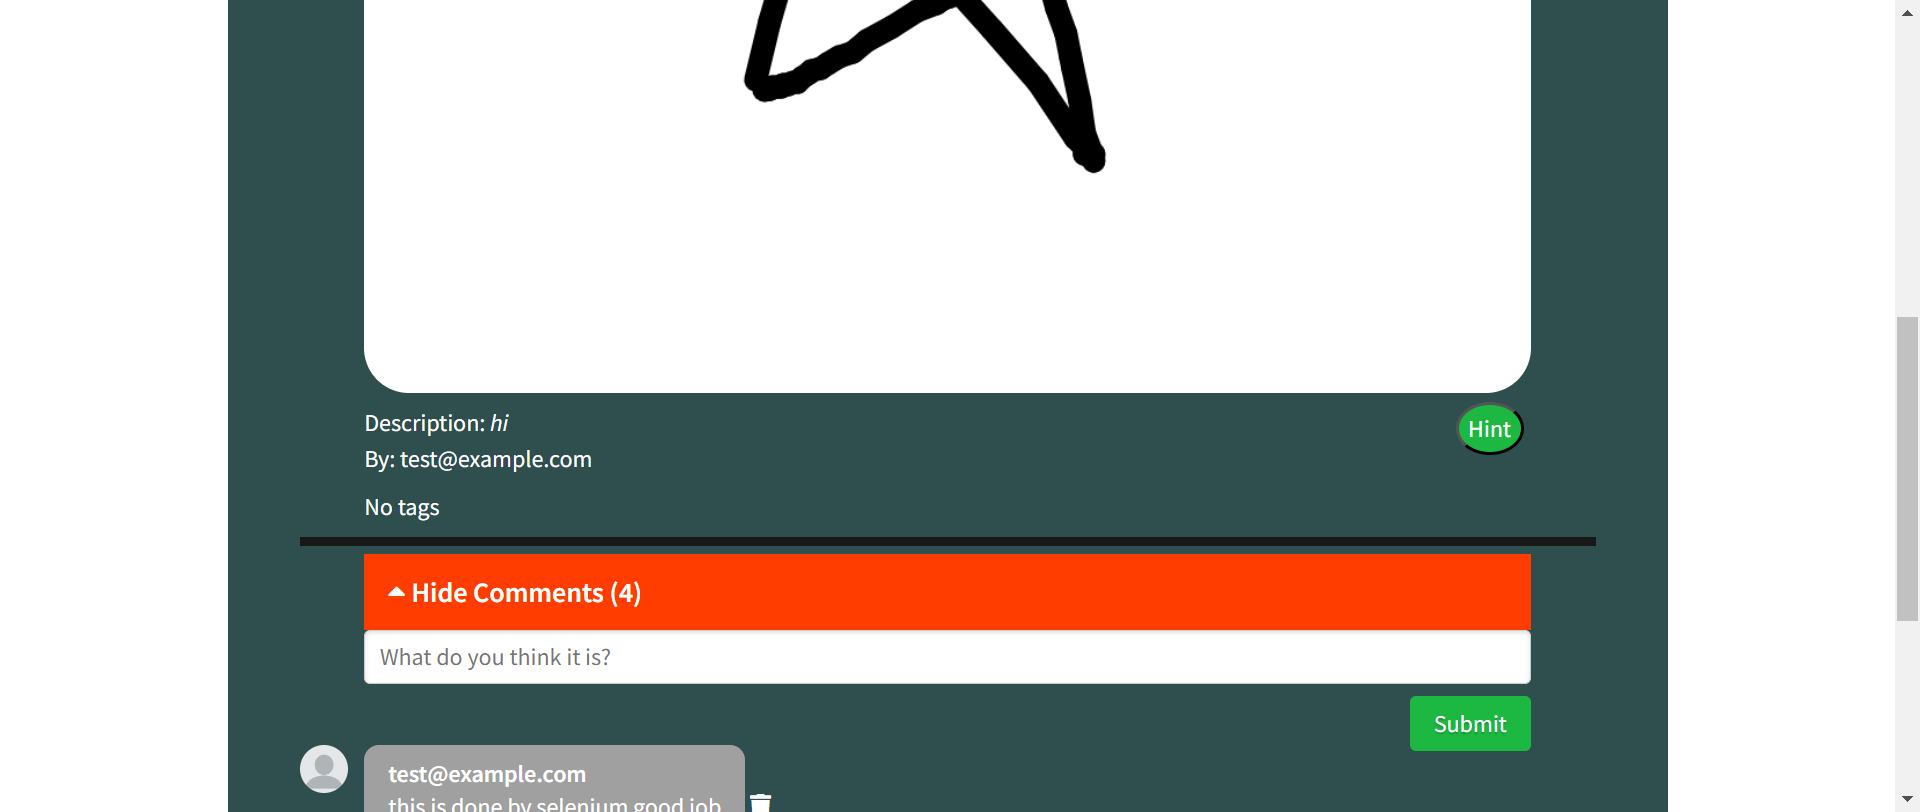 Description: hi
Hint
By: test@example.com
No tags
Hide Comments (4)
What do you think it is?
Submit
test@example.com
this is done by selenium good job